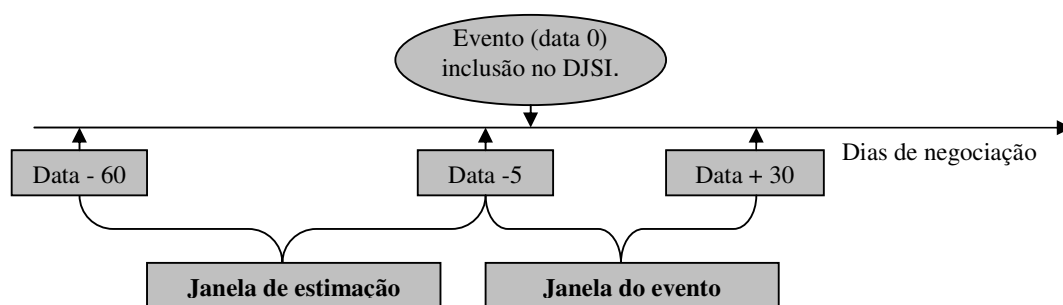 Evento (data 0)
inclusão no DJSI.
Dias de negociação
Data - 60
Data -5
Data + 30
Janela de estimação
Janela do evento